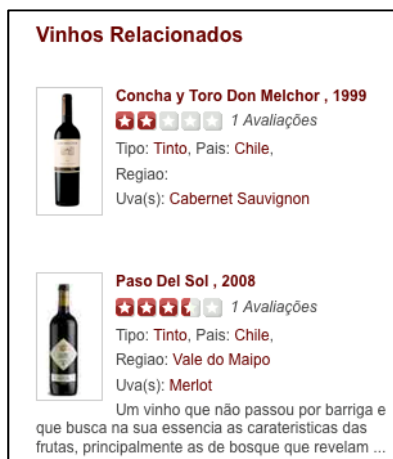 Vinhos Relacionados
Concha y Toro Don Melchor , 1999
1 Avaliações
Tipo: Tinto, Pais: Chile,
Regiao:
Uva(s): Cabernet Sauvignon
Paso Del Sol , 2008
1 Avaliações
Tipo: Tinto, Pais: Chile,
Regiao: Vale do Maipo
Uva(s): Merlot
Um vinho que não passou por barriga e
que busca na sua essencia as carateristicas das
frutas, principalmente as de bosque que revelam ...